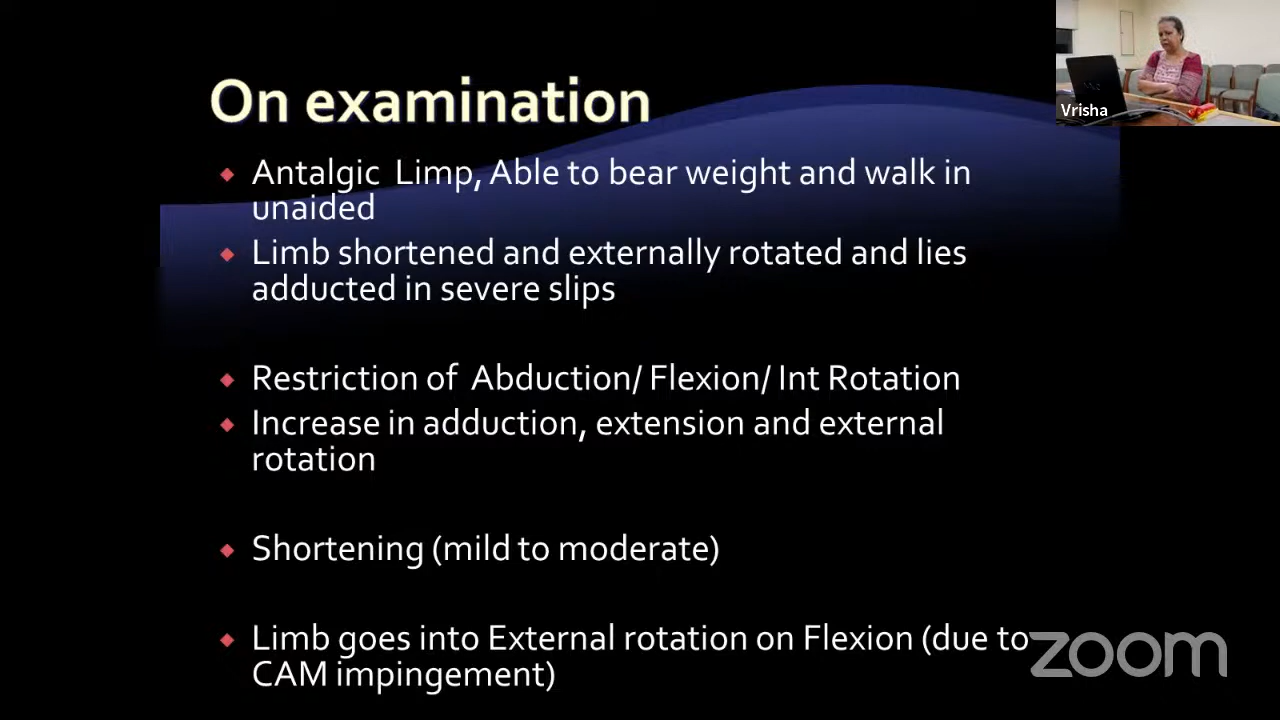 Vrisha
On examination
Antalgic Limp, Able to bear weight and walk in
unaided
Limb shortened and externally rotated and lies
adducted in severe slips
Restriction of Abduction/ Flexion/ Int Rotation
Increase in adduction, extension and external
rotation
Shortening (mild to moderate)
Limb goes into External rotation on Flexion (due to
CAM impingement)
zoom